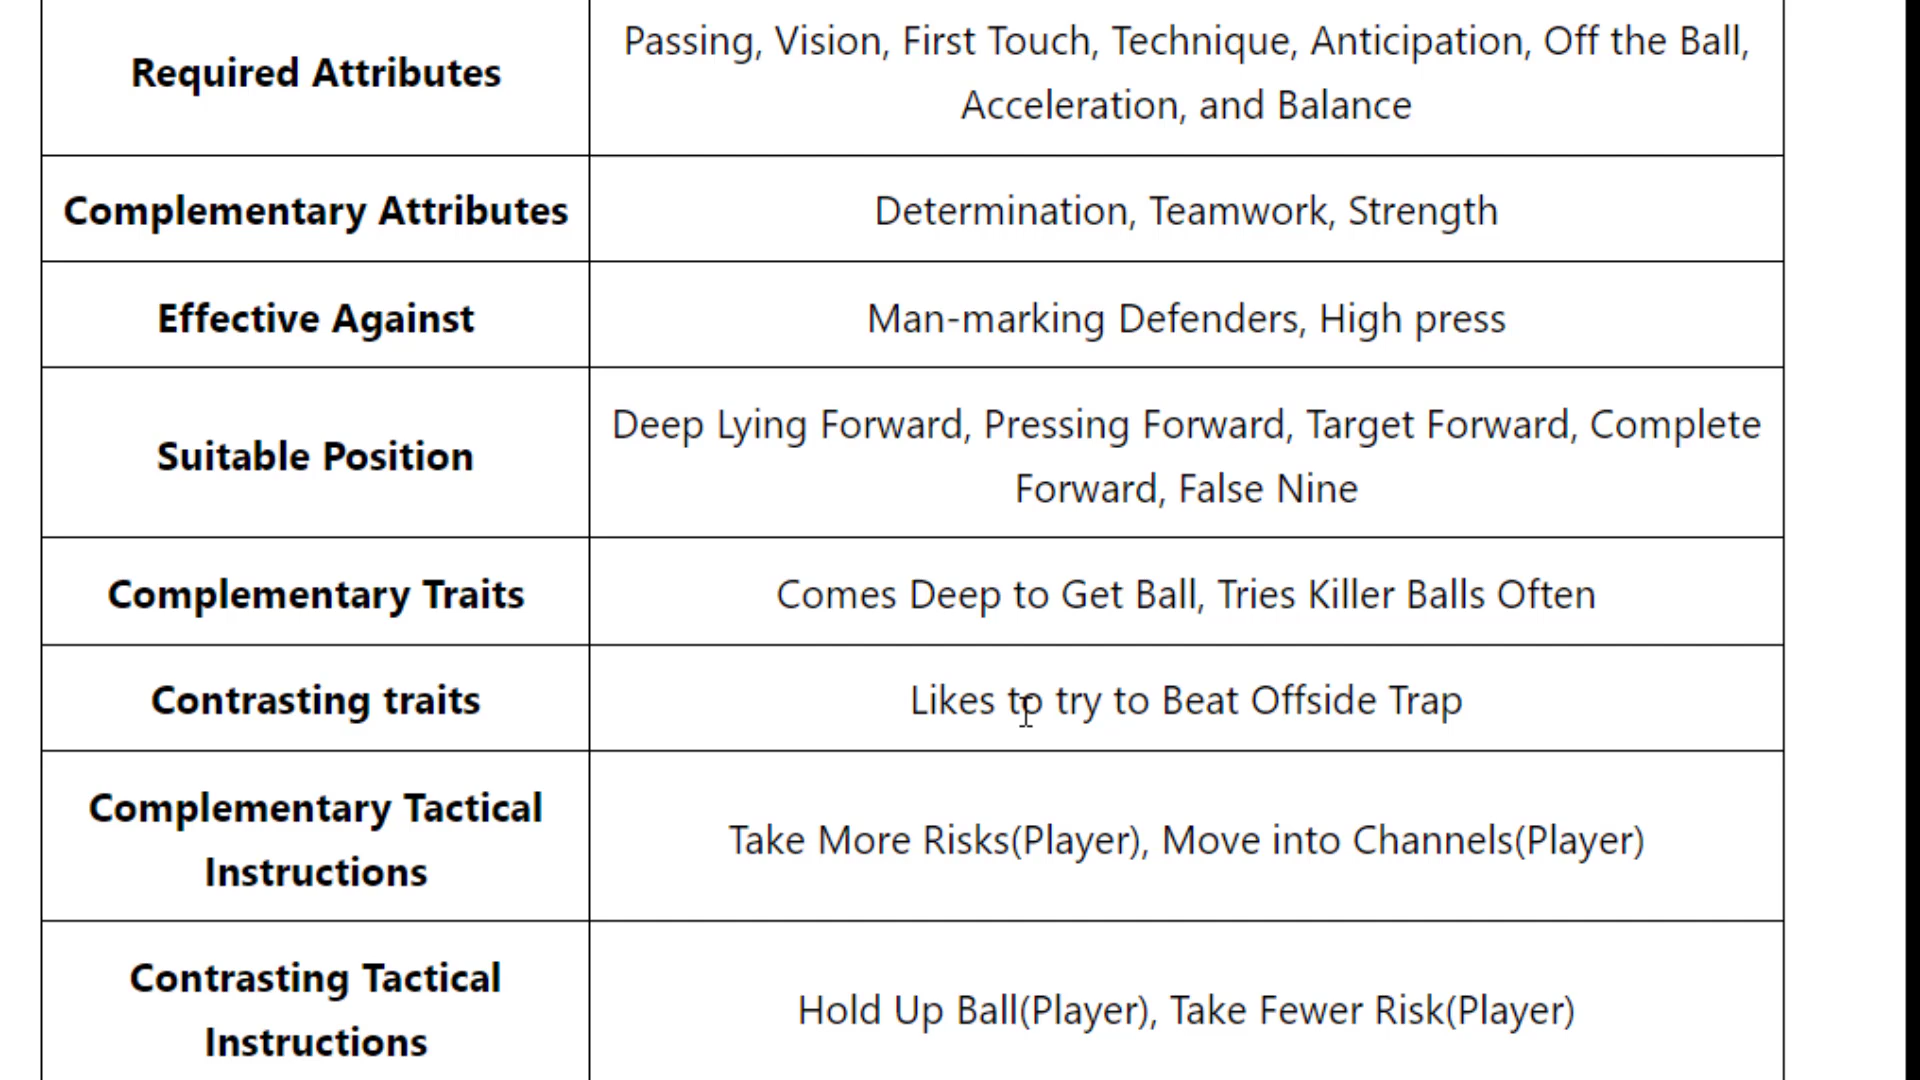 Required Attributes
Passing, Vision, First Touch, Technique, Anticipation, Off the Ball,
Acceleration, and Balance
Complementary Attributes
Determination, Teamwork, Strength
Effective Against
Man-marking Defenders, High press
Suitable Position
Deep Lying Forward, Pressing Forward, Target Forward, Complete
Forward, False Nine
Complementary Traits
Comes Deep to Get Ball, Tries Killer Balls Often
Contrasting traits
Likes to try to Beat Offside Trap
Complementary Tactical
Instructions
Take More Risks(Player), Move into Channels(Player)
Contrasting Tactical
Instructions
Hold Up Ball(Player), Take Fewer Risk(Player)